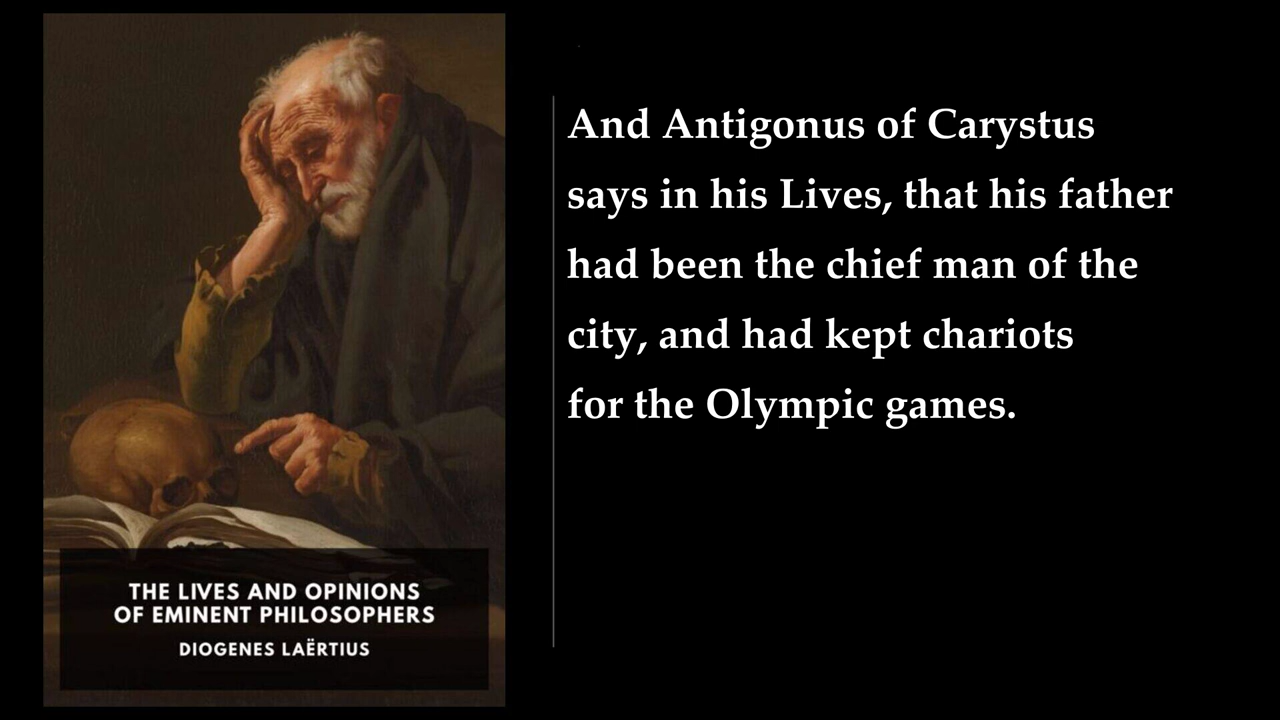 THE LIVES AND OPINIONS
OF EMINENT PHILOSOPHERS
DIOGENES LAËRTIUS
And Antigonus of Carystus
says in his Lives, that his father
had been the chief man of the
city, and had kept chariots
for the Olympic games.